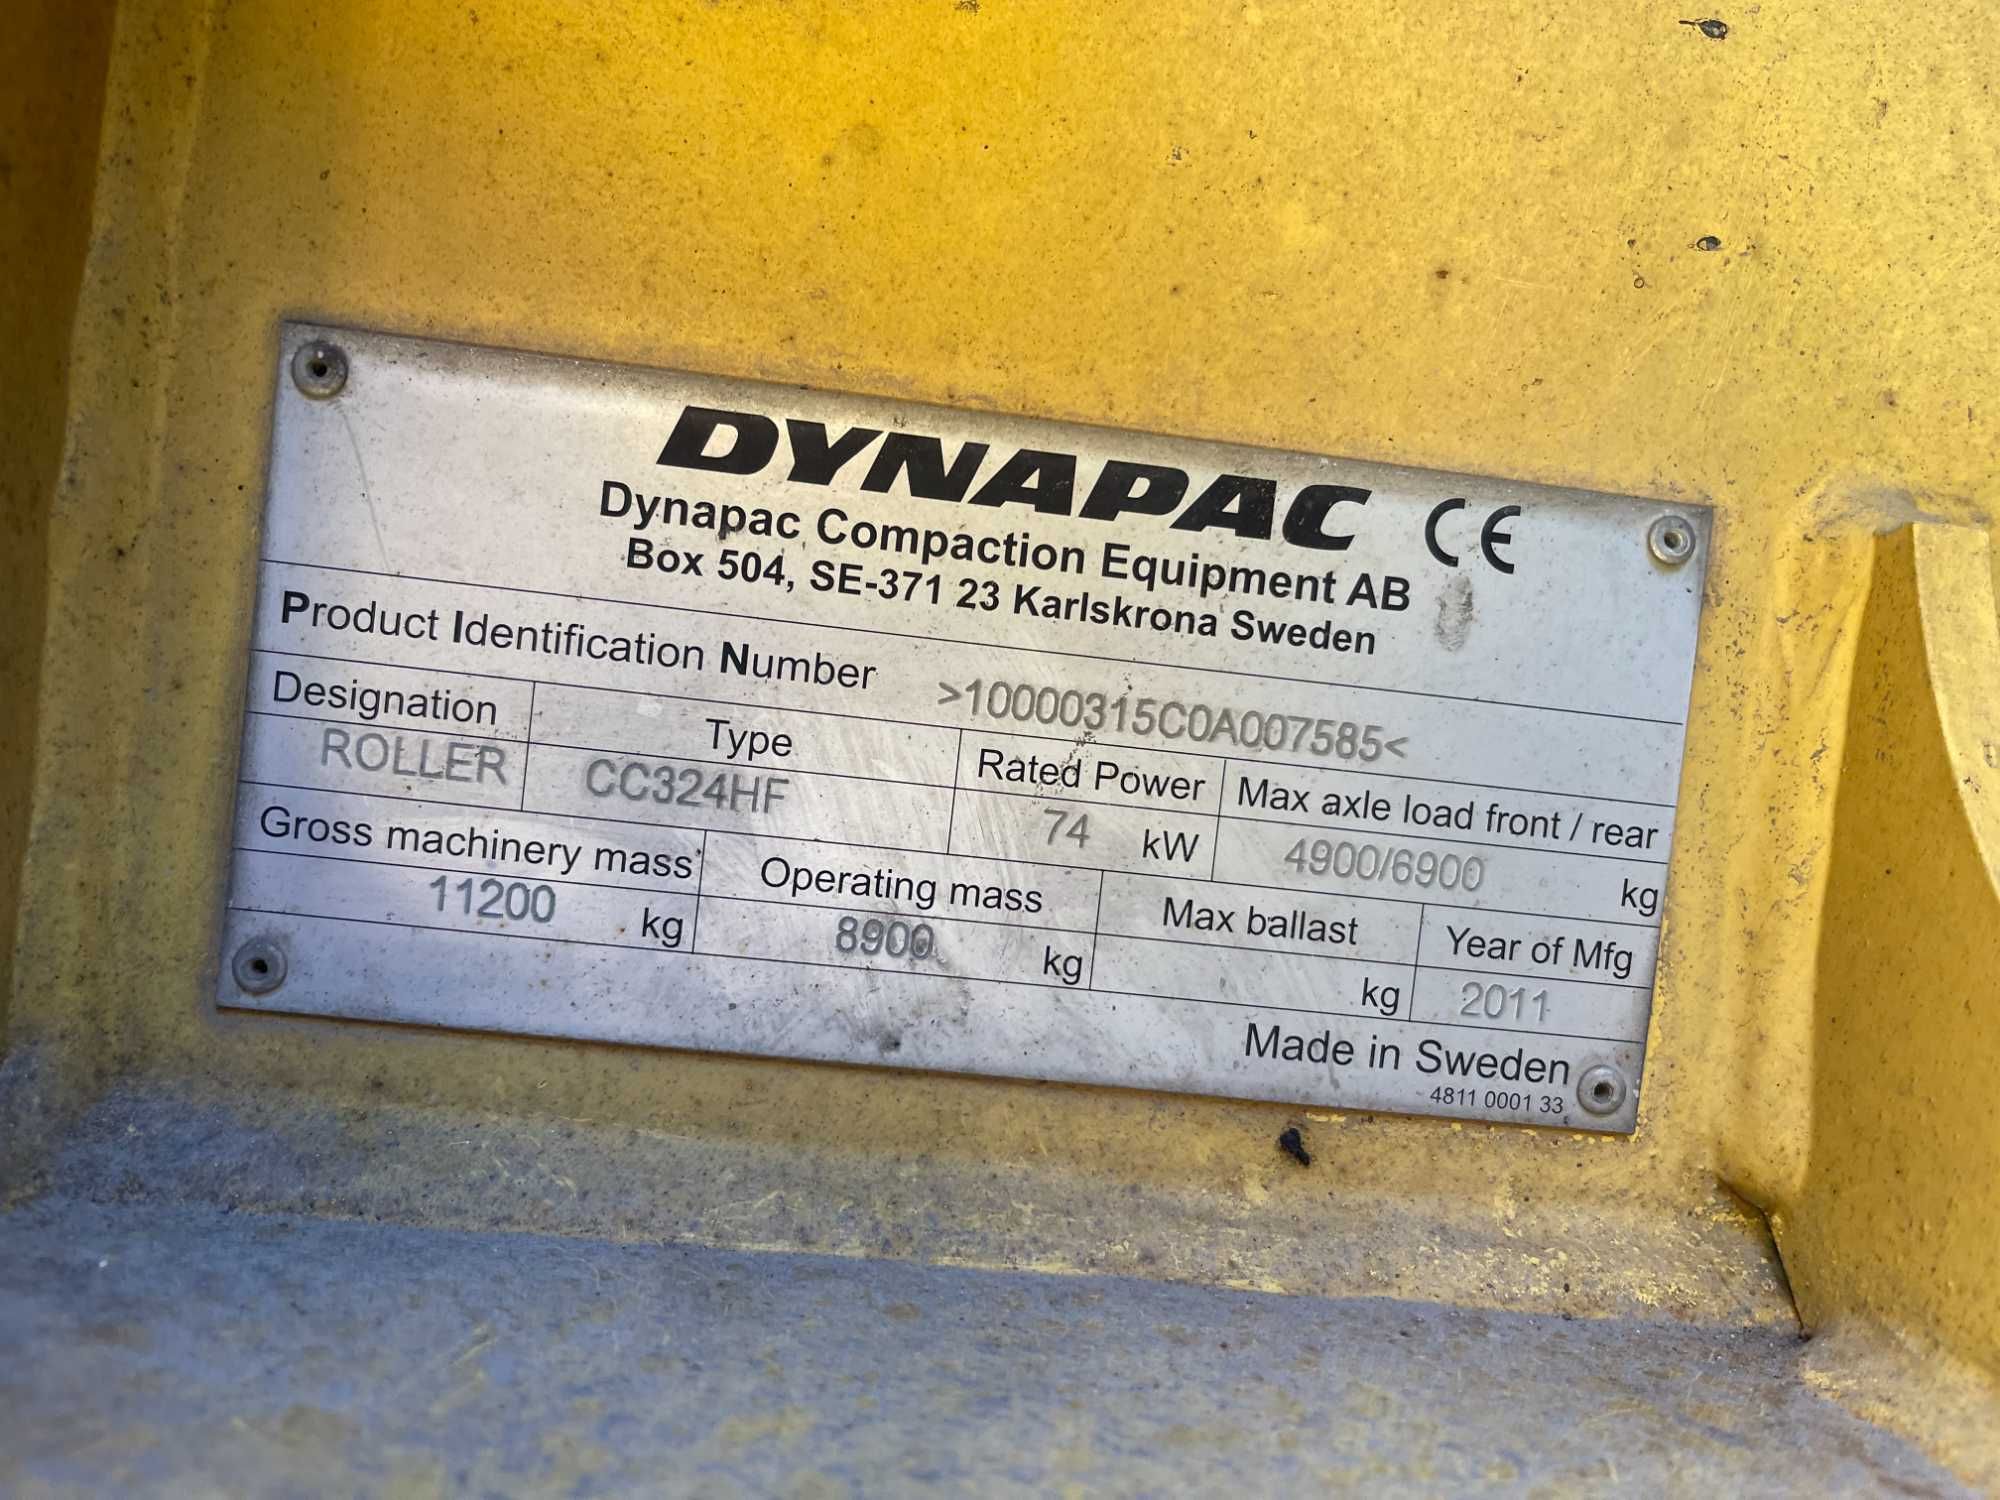 DYNAPAC CE
Dynapac Compaction Equipment AB
Box 504, SE-371 23 Karlskrona Sweden
Product Identification Number >10000315C0A007585<
Designation Type Rated Power Max axle load front / rear
ROLLER CC324HF 74 kW 4900/6900 kg
Gross machinery mass Operating mass Max ballast Year of Mfg
11200 kg 8900 kg kg 2011
Made in Sweden
4811 0001 33